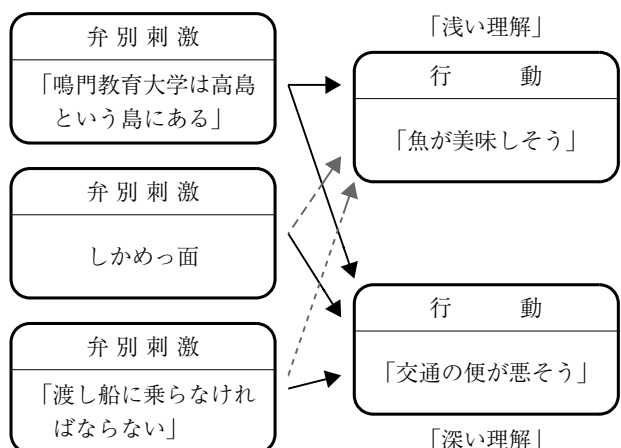 弁別刺激
「鳴門教育大学は高島
という島にある」
弁別刺激
しかめっ面
弁別刺激
「渡し船に乗らなけれ
ばならない」
「浅い理解」
行　動
「魚が美味しそう」
行　動
「交通の便が悪そう」
「深い理解」